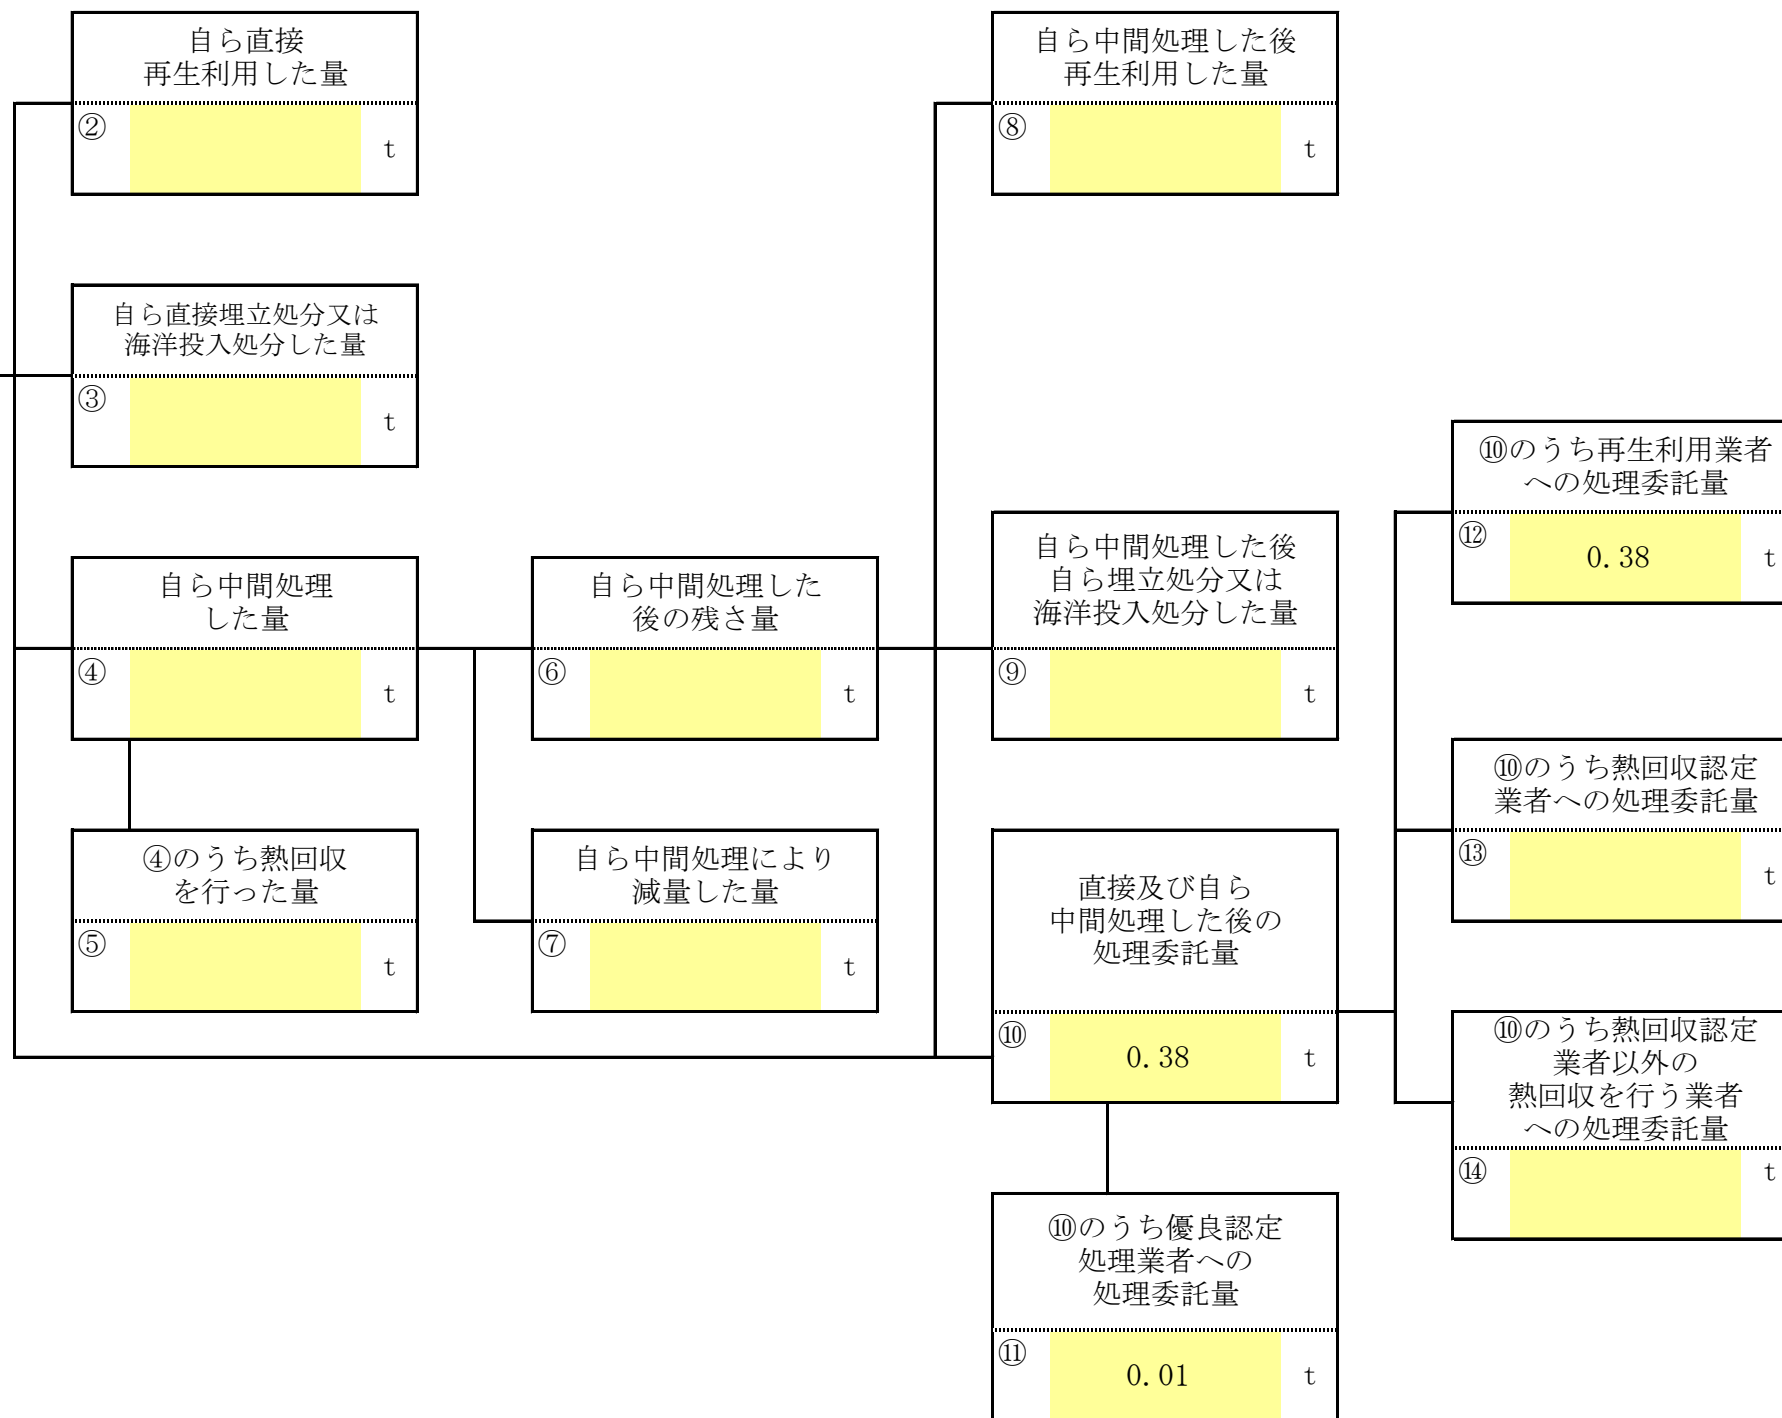 自ら直接
再生利用した量
②
t
自ら直接埋立処分又は
海洋投入処分した量
③
t
自ら中間処理
した量
④
t
④のうち熱回収
を行った量
⑤
t
自ら中間処理した
後の残さ量
⑥
t
自ら中間処理により
減量した量
⑦
t
自ら中間処理した後
再生利用した量
⑧
t
自ら中間処理した後
自ら埋立処分又は
海洋投入処分した量
⑨
t
直接及び自ら
中間処理した後の
処理委託量
⑩
0.38 t
⑩のうち優良認定
処理業者への
処理委託量
⑪
0.01 t
⑩のうち再生利用業者
への処理委託量
⑫
0.38 t
⑩のうち熱回収認定
業者への処理委託量
⑬
t
⑩のうち熱回収認定
業者以外の
熱回収を行う業者
への処理委託量
⑭
t